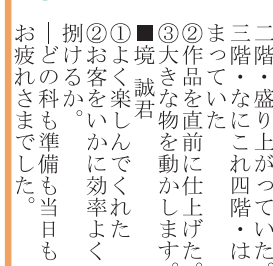 二階・盛り上がっていた。
三階・なにこれ四階・は
まっていた
②作品を直前に仕上げた。
③大きな物を動かします。
■境 誠君
①よく楽しんでくれた
②お客をいかに効率よく
捌けるか。
―どの科も準備も当日も
お疲れさまでした。